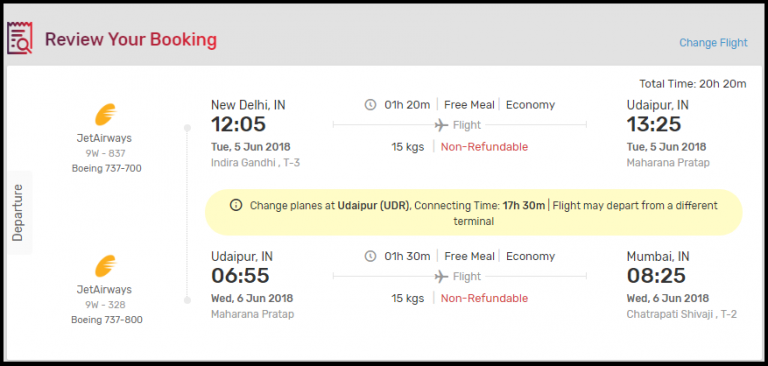 Review Your Booking
Change Flight
Total Time: 20h 20m
Departure
JetAirways
9W - 837
Boeing 737-700
New Delhi, IN
12:05
Tue, 5 Jun 2018
Indira Gandhi , T-3
01h 20m | Free Meal | Economy
Flight
15 kgs | Non-Refundable
Udaipur, IN
13:25
Tue, 5 Jun 2018
Maharana Pratap
Change planes at Udaipur (UDR), Connecting Time: 17h 30m | Flight may depart from a different
terminal
JetAirways
9W - 328
Boeing 737-800
Udaipur, IN
06:55
Wed, 6 Jun 2018
Maharana Pratap
01h 30m | Free Meal | Economy
Flight
15 kgs | Non-Refundable
Mumbai, IN
08:25
Wed, 6 Jun 2018
Chatrapati Shivaji , T-2